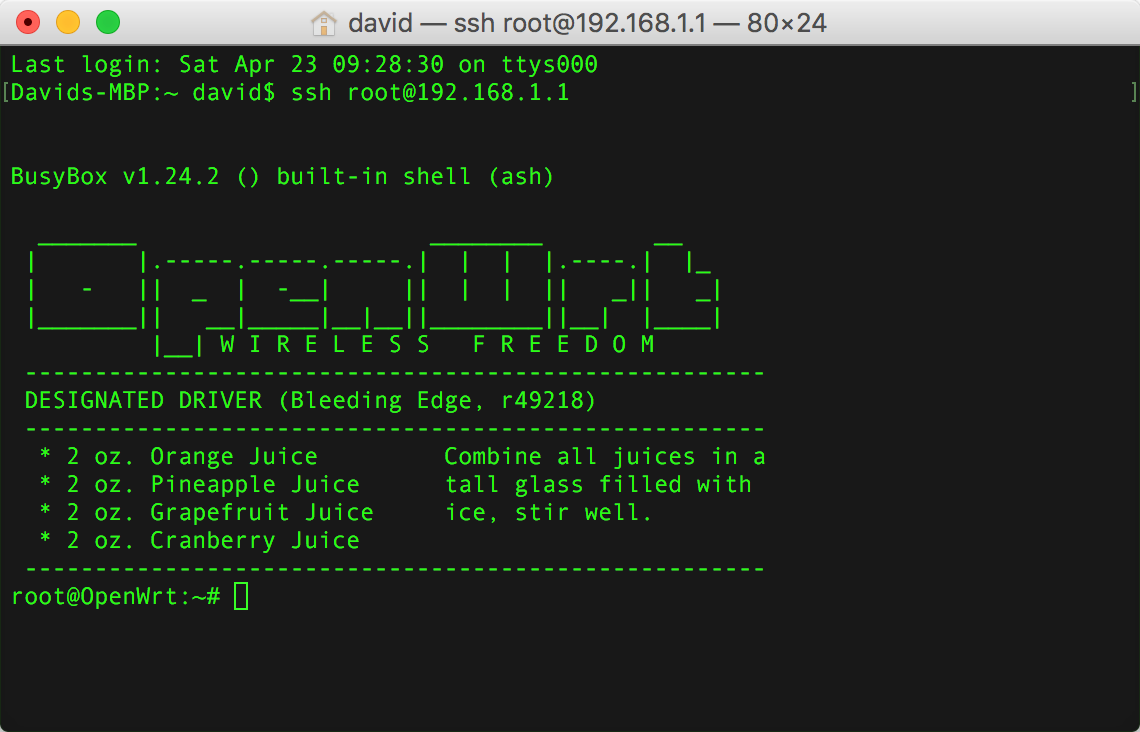 david — ssh root@192.168.1.1 — 80×24
Last login: Sat Apr 23 09:28:30 on ttys000
[Davids-MBP:~ david$ ssh root@192.168.1.1 ]
BusyBox v1.24.2 () built-in shell (ash)
  _______                     ________        __
 |       |.-----.-----.-----.|  |  |  |.----.|  |_
 |   -   ||  _  |  -__|     ||  |  |  ||   _||   _|
 |_______||   __|_____|__|__||________||__|  |____|
          |__| W I R E L E S S   F R E E D O M
 -----------------------------------------------------
 DESIGNATED DRIVER (Bleeding Edge, r49218)
 -----------------------------------------------------
  * 2 oz. Orange Juice         Combine all juices in a
  * 2 oz. Pineapple Juice      tall glass filled with
  * 2 oz. Grapefruit Juice     ice, stir well.
  * 2 oz. Cranberry Juice
 -----------------------------------------------------
root@OpenWrt:~#